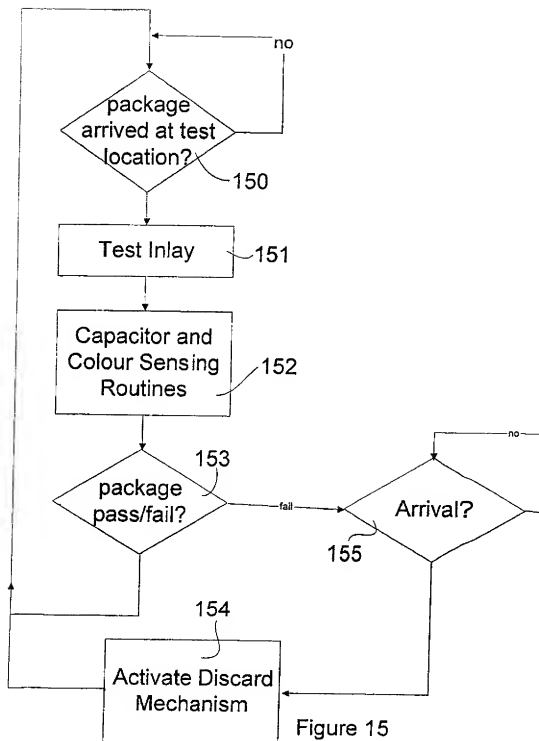 no
package
arrived at test
location?
150
Test Inlay
151
Capacitor and
Colour Sensing
Routines
152
153
package
pass/fail?
fail
no
Arrival?
155
154
Activate Discard
Mechanism
Figure 15